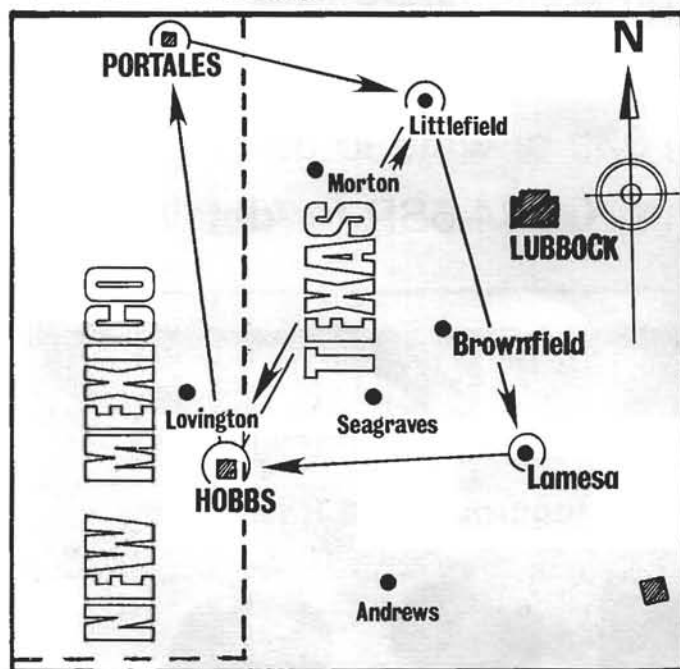 N
PORTALES
Littlefield
Morton
TEXAS
LUBBOCK
NEW MEXICO
Brownfield
Lovington
Seagraves
HOBBS
Lamesa
Andrews